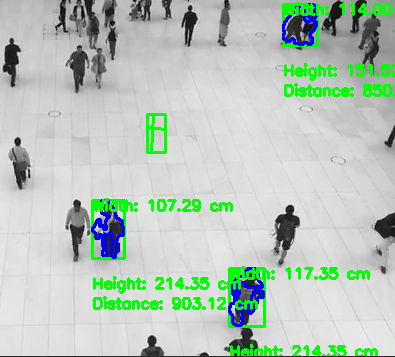 Width: 114.00
Height: 151.82
Distance: 850.
Width: 107.29 cm
Height: 214.35 cm
Distance: 903.12 cm
Width: 117.35 cm
Height: 214.35 cm